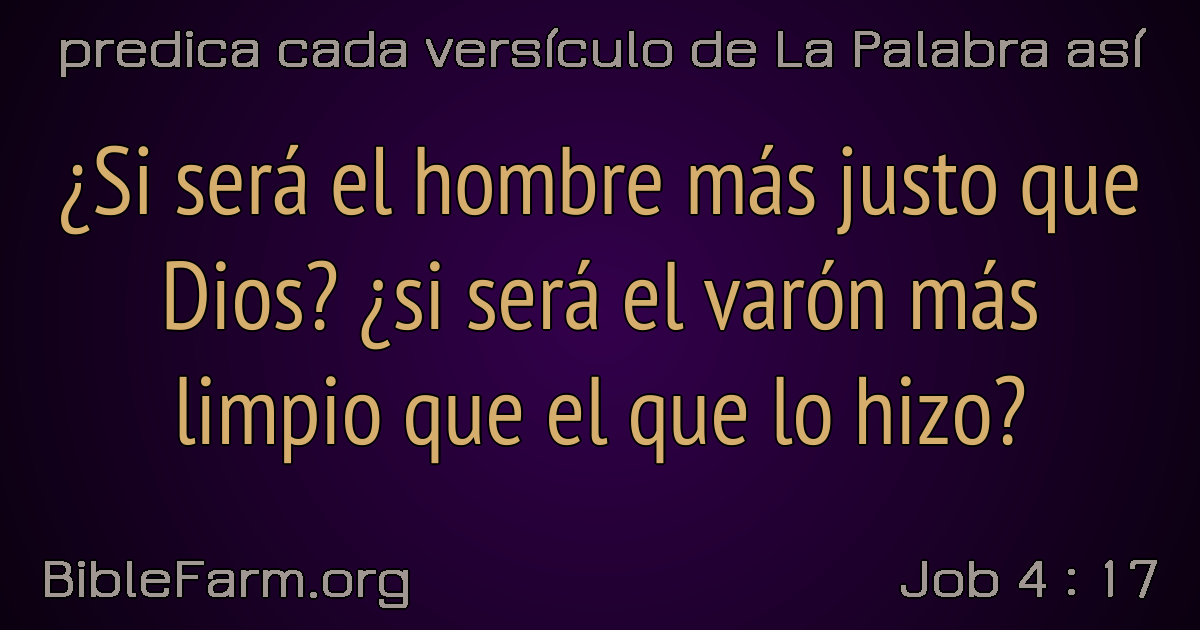 predica cada versículo de La Palabra así
¿Si será el hombre más justo que
Dios? ¿si será el varón más
limpio que el que lo hizo?
BibleFarm.org
Job 4 : 17